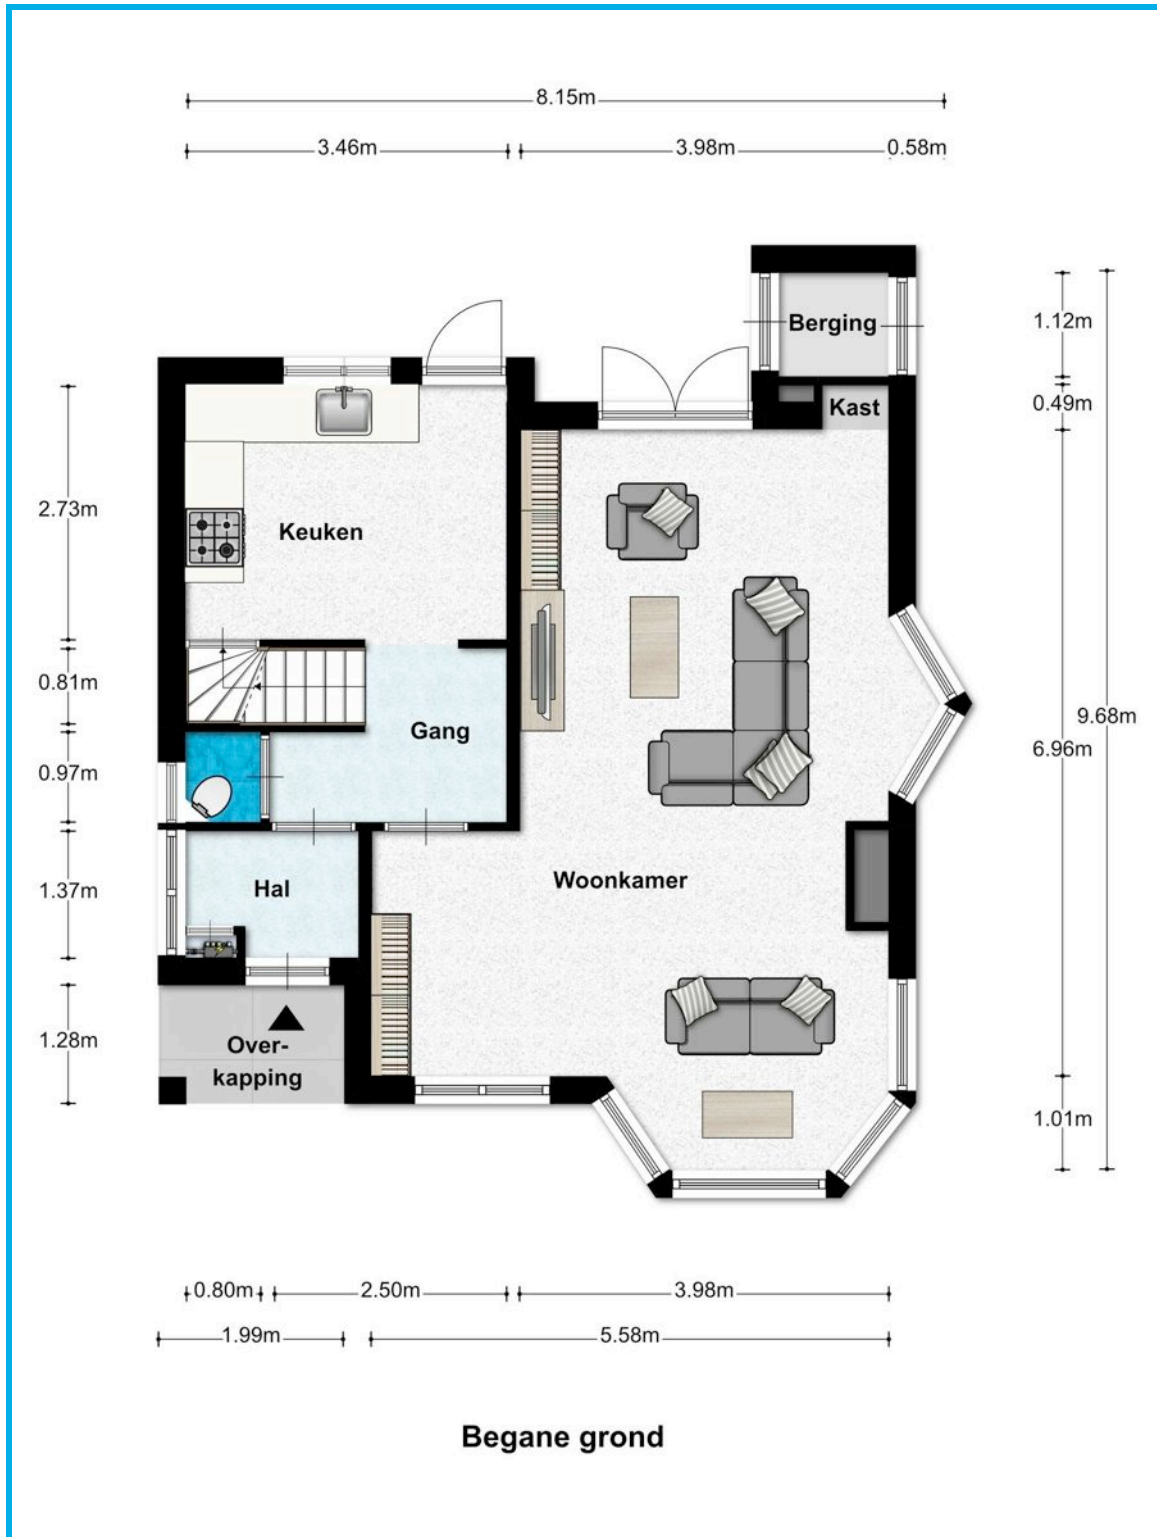 8.15m
3.46m
3.98m
0.58m
Berging
1.12m
Kast
0.49m
2.73m
Keuken
0.81m
Gang
9.68m
6.96m
0.97m
Woonkamer
1.37m
Hal
1.28m
Over-
kapping
1.01m
0.80m
2.50m
3.98m
1.99m
5.58m
Begane grond